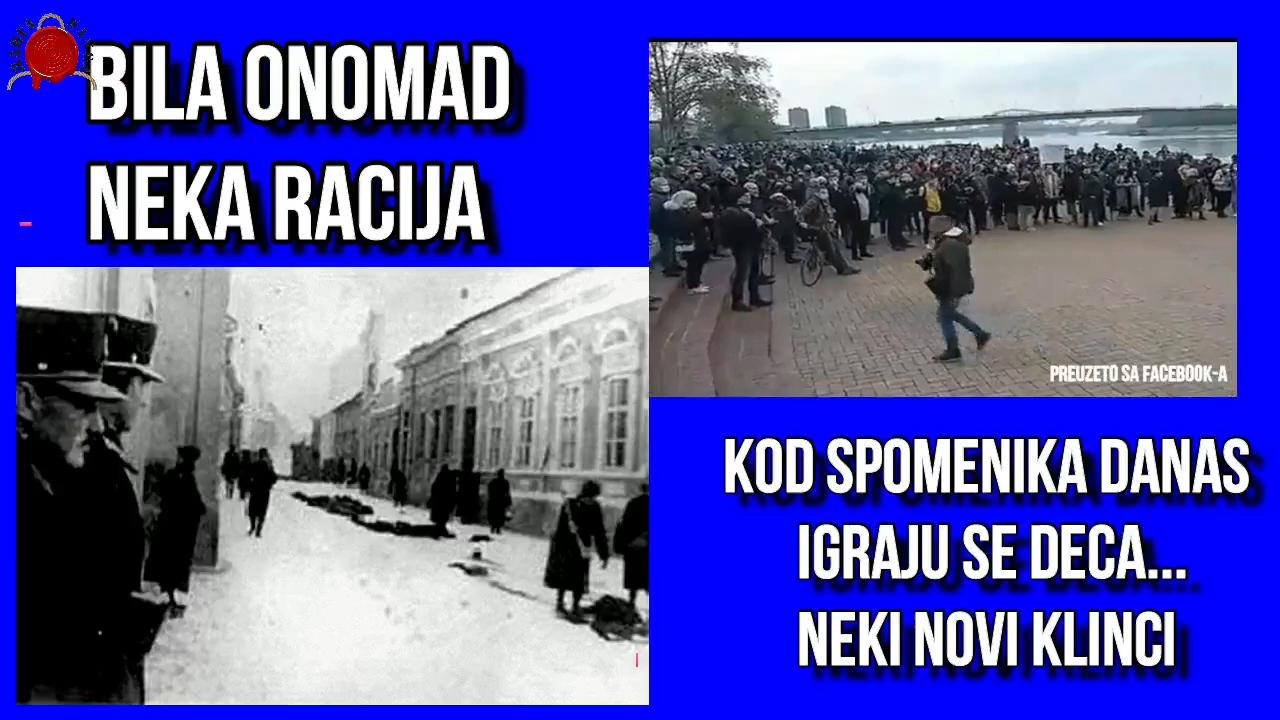 BILA ONOMAD
NEKA RACIJA
PREUZETO SA FACEBOOK-A
KOD SPOMENIKA DANAS
IGRAJU SE DECA...
NEKI NOVI KLINCI